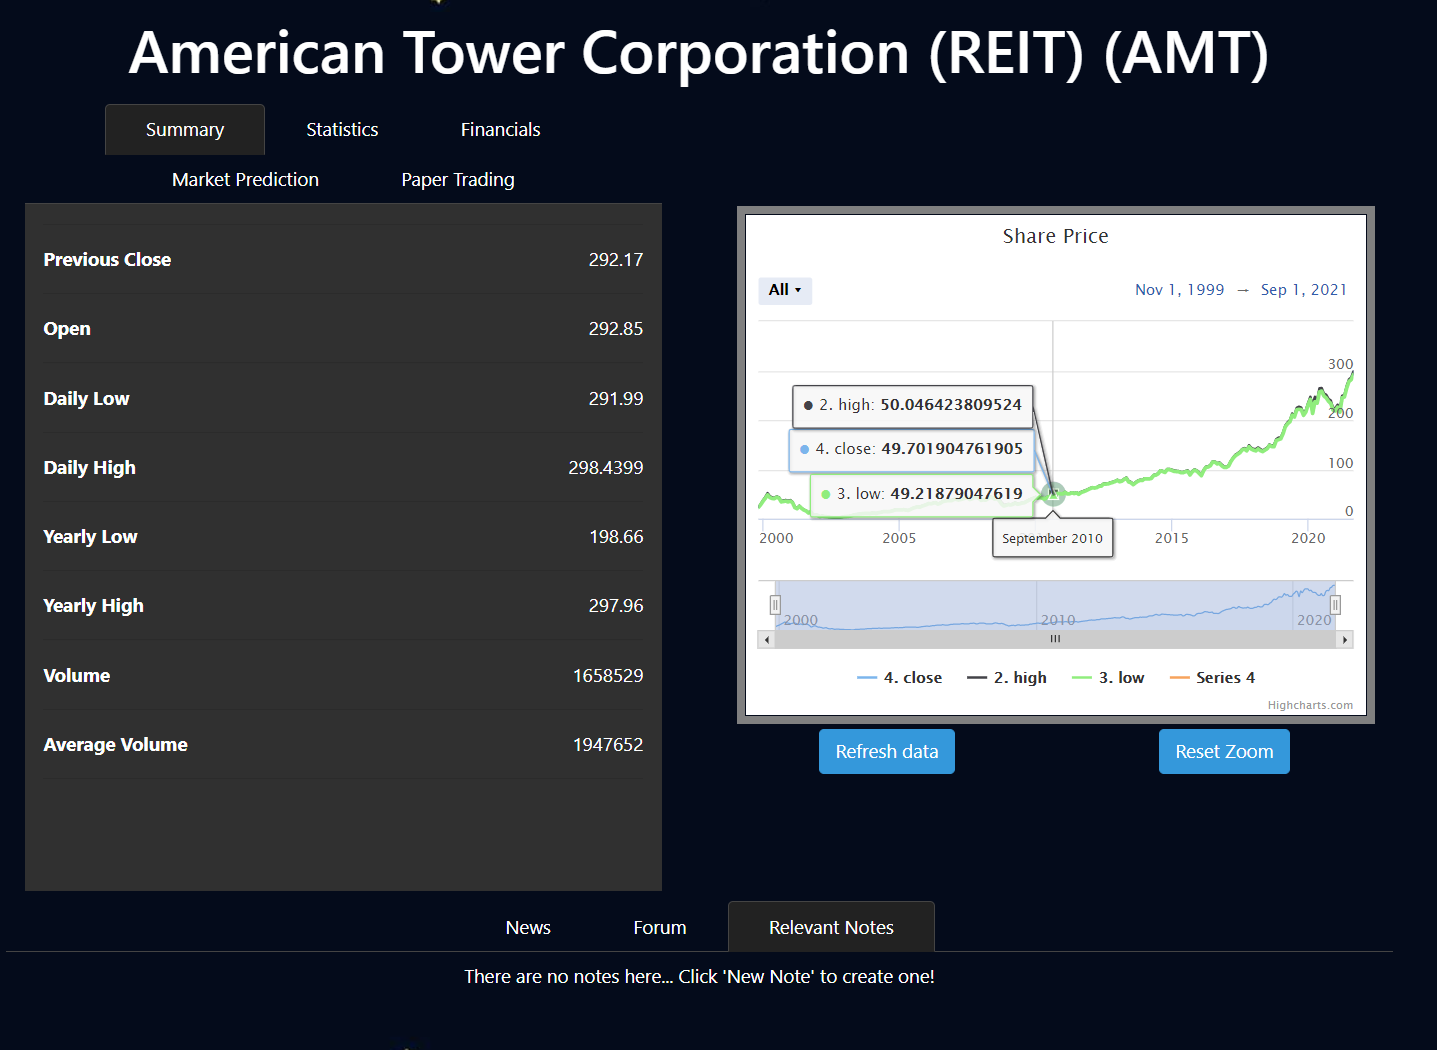 American Tower Corporation (REIT) (AMT)
Summary Statistics Financials
Market Prediction Paper Trading
Previous Close 292.17
Open 292.85
Daily Low 291.99
Daily High 298.4399
Yearly Low 198.66
Yearly High 297.96
Volume 1658529
Average Volume 1947652
Share Price
All ▾ Nov 1, 1999 → Sep 1, 2021
300
200
100
0
2. high: 50.046423809524
4. close: 49.701904761905
3. low: 49.21879047619
September 2010
2000 2005 2015 2020
2000 2010 2020
4. close 2. high 3. low Series 4
Highcharts.com
Refresh data Reset Zoom
News Forum Relevant Notes
There are no notes here... Click 'New Note' to create one!